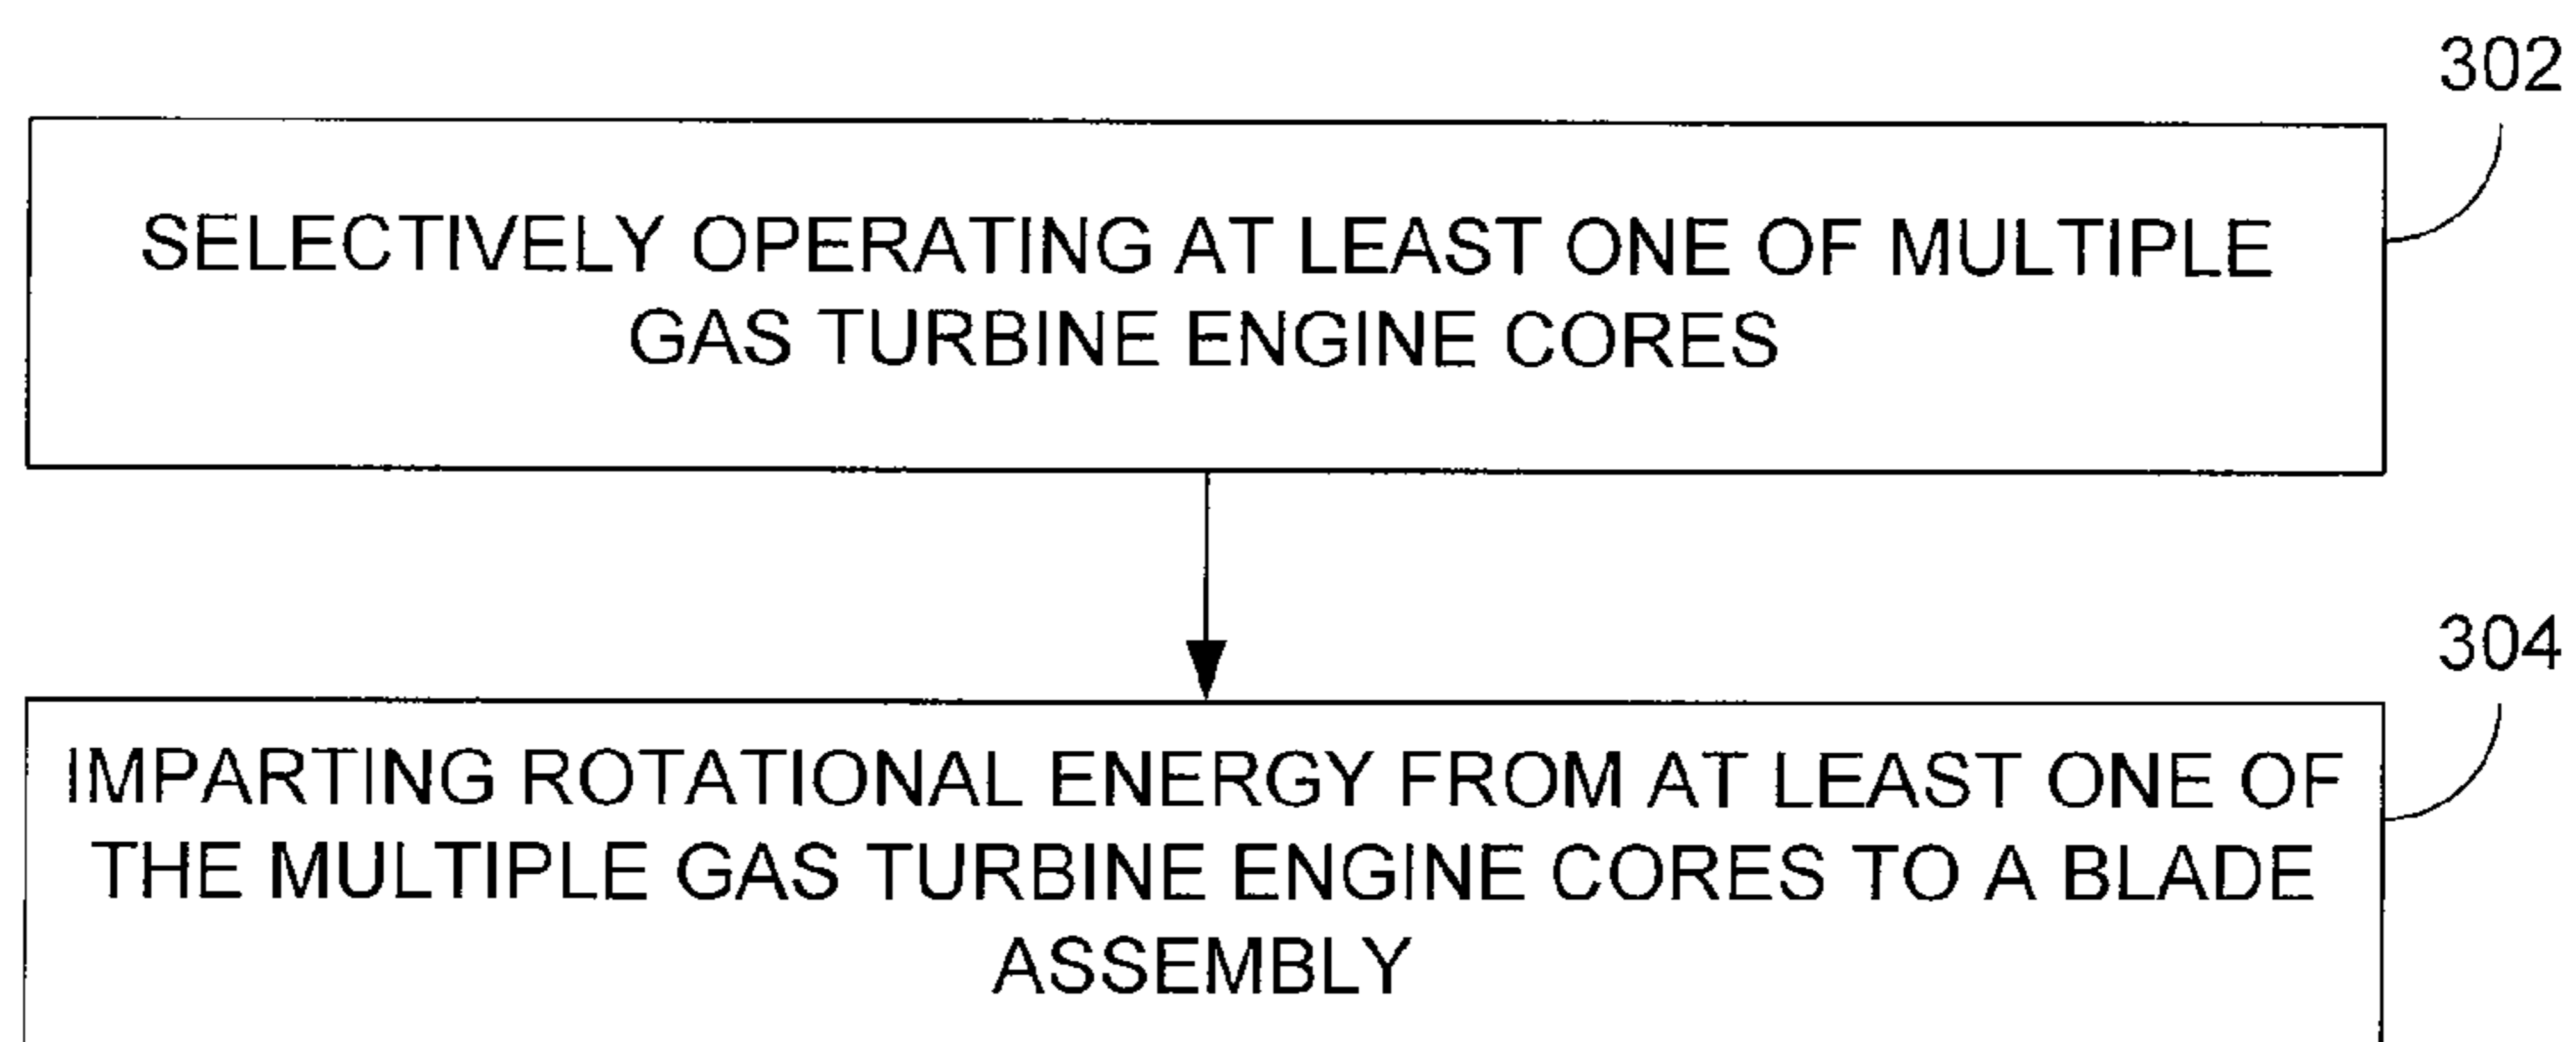 302
SELECTIVELY OPERATING AT LEAST ONE OF MULTIPLE
GAS TURBINE ENGINE CORES
304
IMPARTING ROTATIONAL ENERGY FROM AT LEAST ONE OF
THE MULTIPLE GAS TURBINE ENGINE CORES TO A BLADE
ASSEMBLY